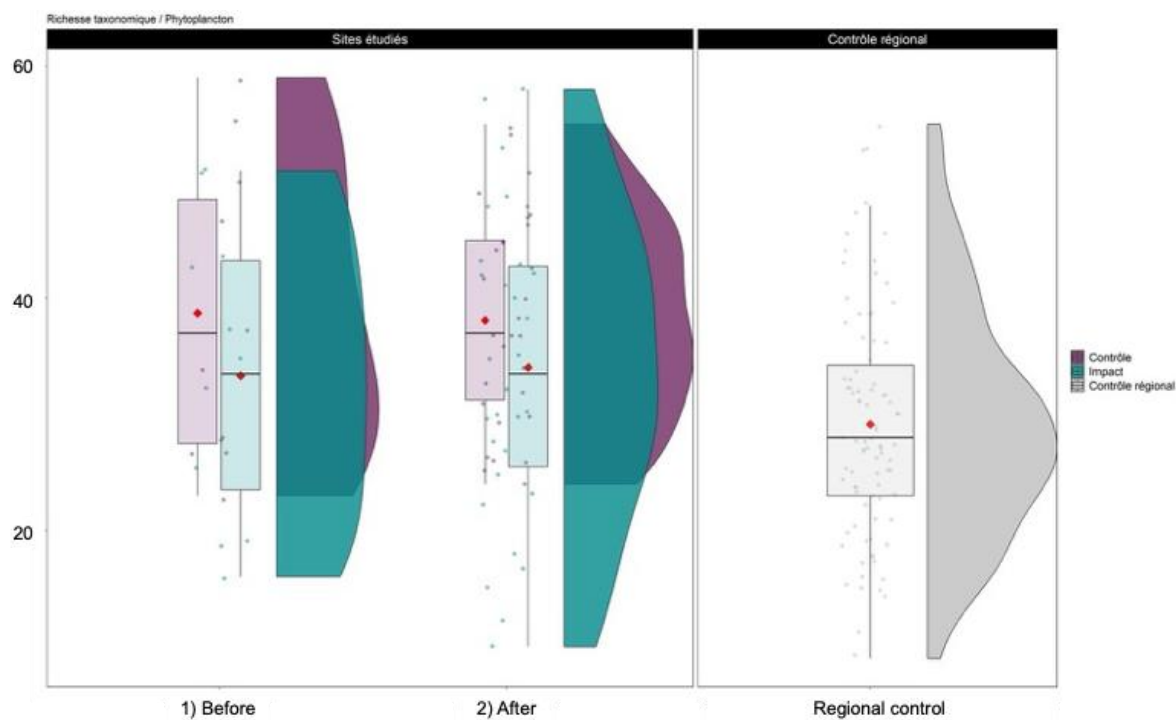 Richesse taxonomique / Phytoplancton
Sites étudiés
Contrôle régional
60
40
20
Contrôle
Impact
Contrôle régional
1) Before
2) After
Regional control